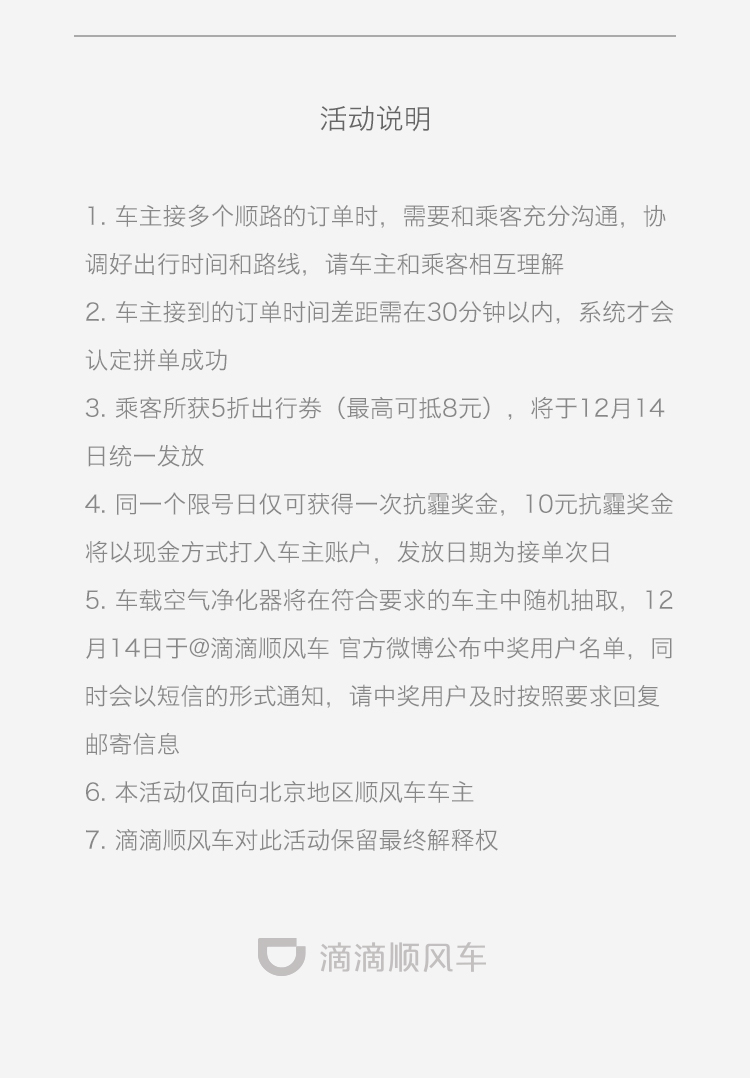 活动说明
1. 车主接多个顺路的订单时，需要和乘客充分沟通，协
调好出行时间和路线，请车主和乘客相互理解
2. 车主接到的订单时间差距需在30分钟以内，系统才会
认定拼单成功
3. 乘客所获5折出行券（最高可抵8元），将于12月14
日统一发放
4. 同一个限号日仅可获得一次抗霾奖金，10元抗霾奖金
将以现金方式打入车主账户，发放日期为接单次日
5. 车载空气净化器将在符合要求的车主中随机抽取，12
月14日于@滴滴顺风车 官方微博公布中奖用户名单，同
时会以短信的形式通知，请中奖用户及时按照要求回复
邮寄信息
6. 本活动仅面向北京地区顺风车车主
7. 滴滴顺风车对此活动保留最终解释权
滴滴顺风车